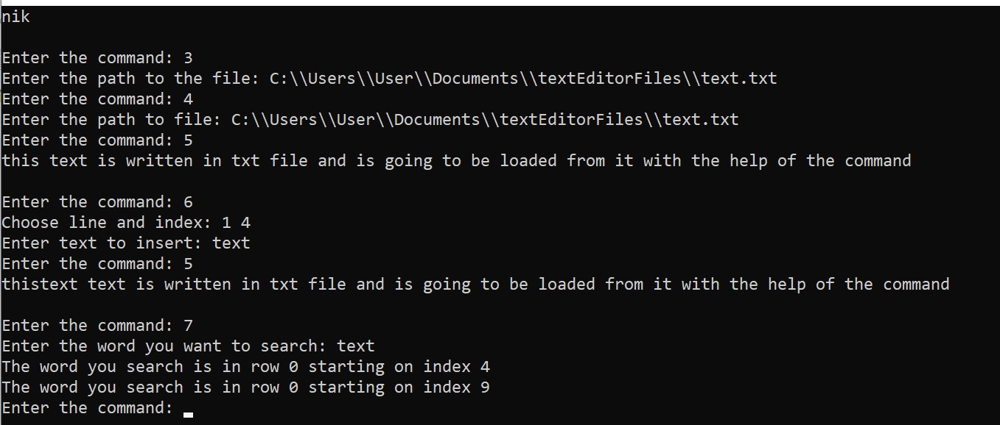 nik
Enter the command: 3
Enter the path to the file: C:\\Users\\User\\Documents\\textEditorFiles\\text.txt
Enter the command: 4
Enter the path to file: C:\\Users\\User\\Documents\\textEditorFiles\\text.txt
Enter the command: 5
this text is written in txt file and is going to be loaded from it with the help of the command
Enter the command: 6
Choose line and index: 1 4
Enter text to insert: text
Enter the command: 5
thistext text is written in txt file and is going to be loaded from it with the help of the command
Enter the command: 7
Enter the word you want to search: text
The word you search is in row 0 starting on index 4
The word you search is in row 0 starting on index 9
Enter the command: